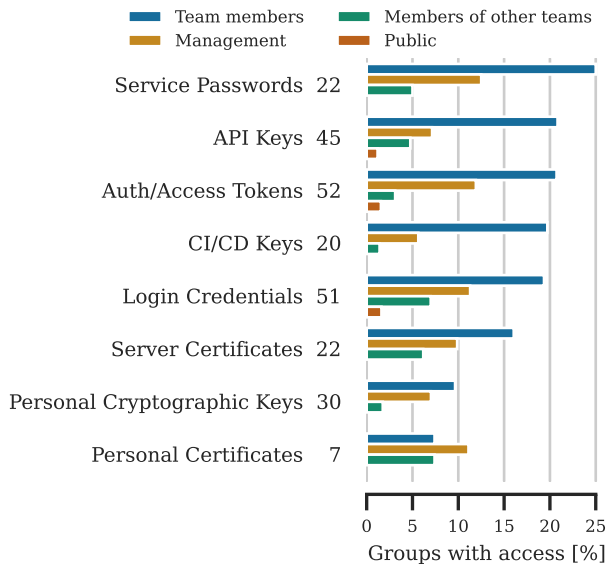 Team members
Members of other teams
Management
Public
Service Passwords 22
API Keys 45
Auth/Access Tokens 52
CI/CD Keys 20
Login Credentials 51
Server Certificates 22
Personal Cryptographic Keys 30
Personal Certificates 7
0 5 10 15 20 25
Groups with access [%]